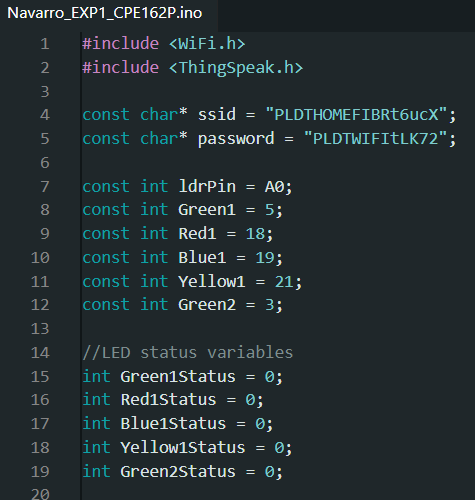 Navarro_EXP1_CPE162P.ino
1 #include <WiFi.h>
2 #include <ThingSpeak.h>
3
4 const char* ssid = "PLDTHOMEFIBRt6ucX";
5 const char* password = "PLDTWIFItLK72";
6
7 const int ldrPin = A0;
8 const int Green1 = 5;
9 const int Red1 = 18;
10 const int Blue1 = 19;
11 const int Yellow1 = 21;
12 const int Green2 = 3;
13
14 //LED status variables
15 int Green1Status = 0;
16 int Red1Status = 0;
17 int Blue1Status = 0;
18 int Yellow1Status = 0;
19 int Green2Status = 0;
20